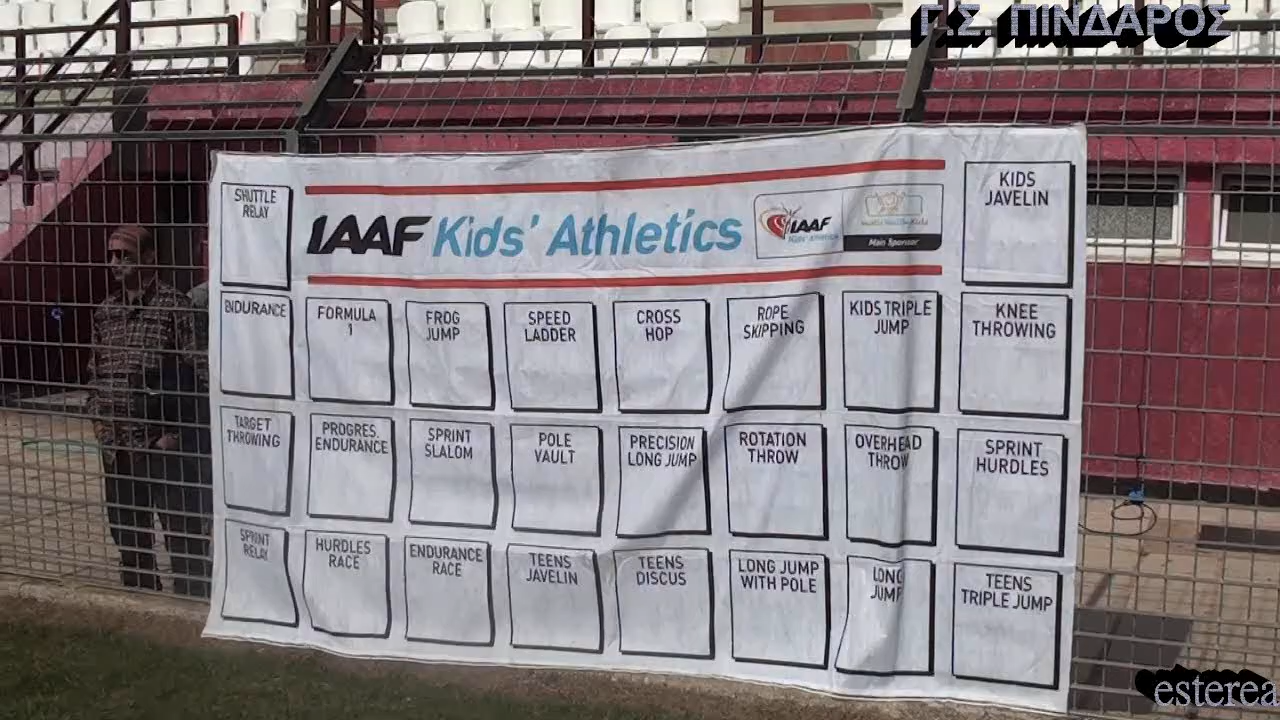 Γ.Σ. ΠΙΝΔΑΡΟΣ
SHUTTLE
RELAY
IAAF Kids' Athletics
IAAF
Kids' Athletics
Main Sponsor
KIDS
JAVELIN
ENDURANCE
FORMULA
1
FROG
JUMP
SPEED
LADDER
CROSS
HOP
ROPE
SKIPPING
KIDS TRIPLE
JUMP
KNEE
THROWING
TARGET
THROWING
PROGRES.
ENDURANCE
SPRINT
SLALOM
POLE
VAULT
PRECISION
LONG JUMP
ROTATION
THROW
OVERHEAD
THROW
SPRINT
HURDLES
SPRINT
RELAY
HURDLES
RACE
ENDURANCE
RACE
TEENS
JAVELIN
TEENS
DISCUS
LONG JUMP
WITH POLE
LONG
JUMP
TEENS
TRIPLE JUMP
esterea